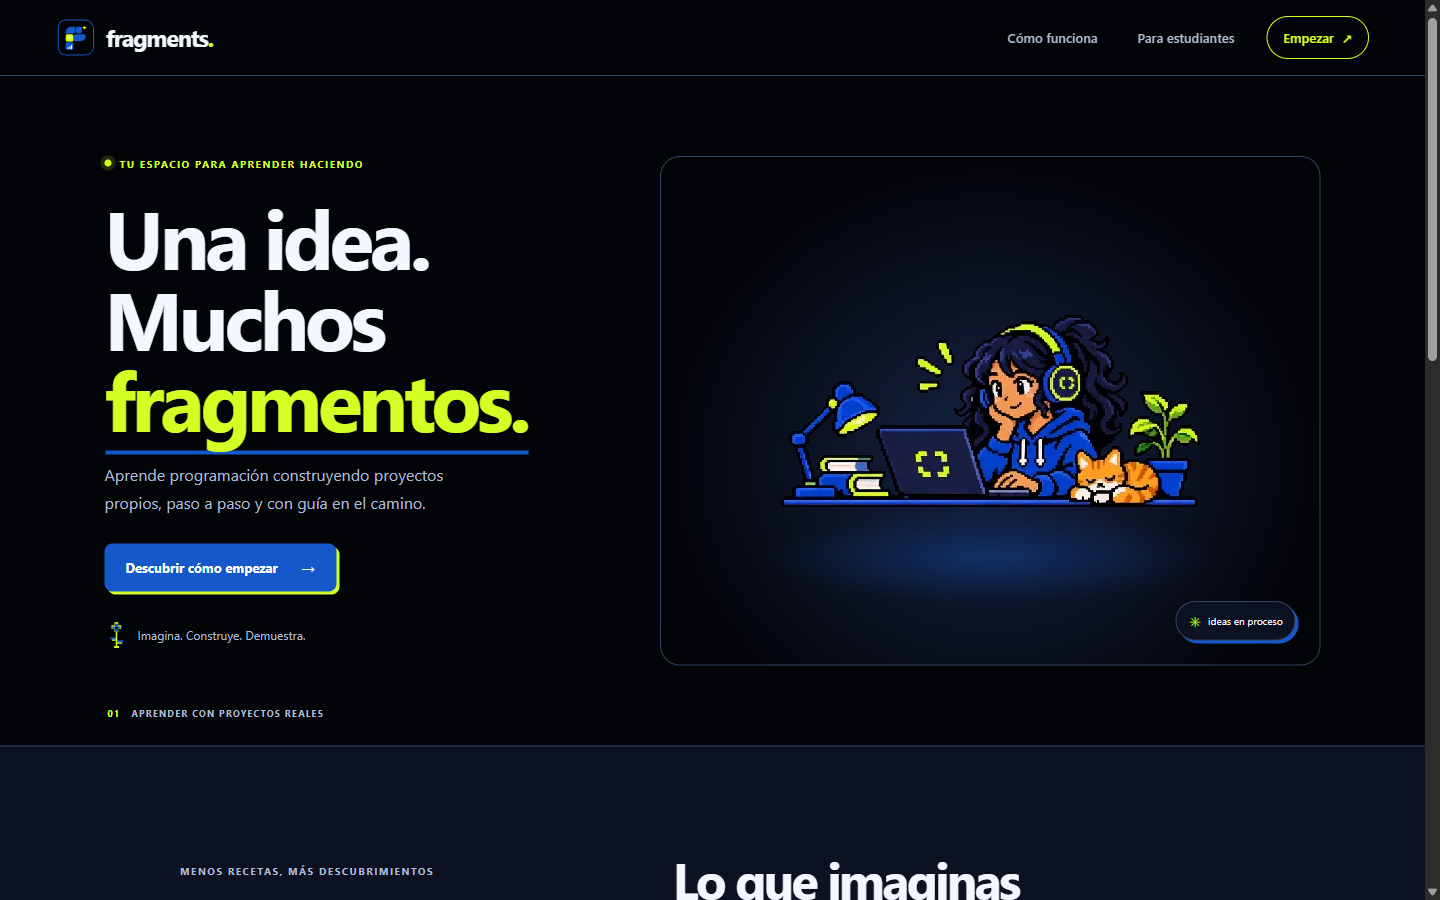 fragments.
Cómo funciona
Para estudiantes
Empezar ↗
TU ESPACIO PARA APRENDER HACIENDO
Una idea.
Muchos
fragmentos.
Aprende programación construyendo proyectos
propios, paso a paso y con guía en el camino.
Descubrir cómo empezar →
Imagina. Construye. Demuestra.
ideas en proceso
01 APRENDER CON PROYECTOS REALES
MENOS RECETAS, MÁS DESCUBRIMIENTOS
Lo que imaginas